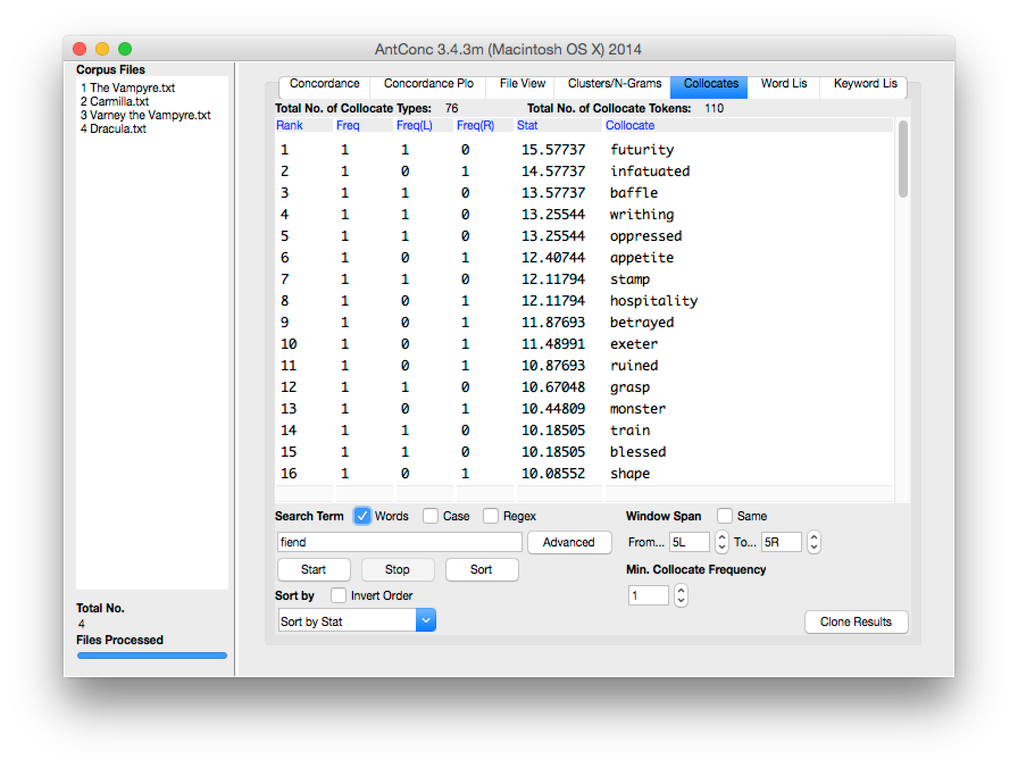 AntConc 3.4.3m (Macintosh OS X) 2014
Corpus Files
1 The Vampyre.txt
2 Carmilla.txt
3 Varney the Vampyre.txt
4 Dracula.txt
Total No.
4
Files Processed
Concordance Concordance Plo File View Clusters/N-Grams Collocates Word Lis Keyword Lis
Total No. of Collocate Types: 76 Total No. of Collocate Tokens: 110
Rank Freq Freq(L) Freq(R) Stat Collocate
1 1 1 0 15.57737 futurity
2 1 0 1 14.57737 infatuated
3 1 1 0 13.57737 baffle
4 1 1 0 13.25544 writhing
5 1 1 0 13.25544 oppressed
6 1 0 1 12.40744 appetite
7 1 1 0 12.11794 stamp
8 1 0 1 12.11794 hospitality
9 1 0 1 11.87693 betrayed
10 1 0 1 11.48991 exeter
11 1 0 1 10.87693 ruined
12 1 1 0 10.67048 grasp
13 1 0 1 10.44809 monster
14 1 1 0 10.18505 train
15 1 1 0 10.18505 blessed
16 1 0 1 10.08552 shape
Search Term Words Case Regex Window Span Same
fiend Advanced From... 5L To... 5R
Start Stop Sort Min. Collocate Frequency
Sort by Invert Order 1
Sort by Stat Clone Results